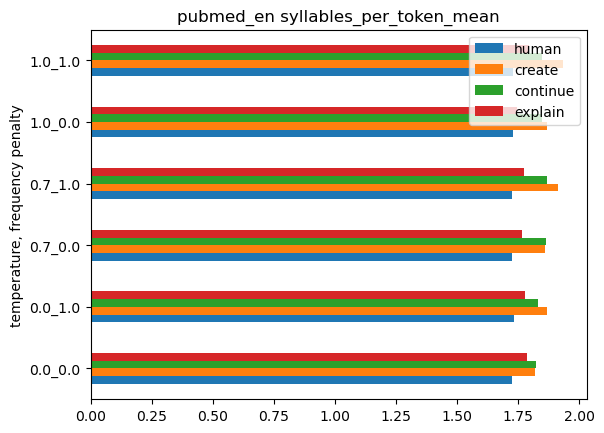 pubmed_en syllables_per_token_mean
human
create
continue
explain
temperature, frequency penalty
1.0_1.0
1.0_0.0
0.7_1.0
0.7_0.0
0.0_1.0
0.0_0.0
0.00 0.25 0.50 0.75 1.00 1.25 1.50 1.75 2.00